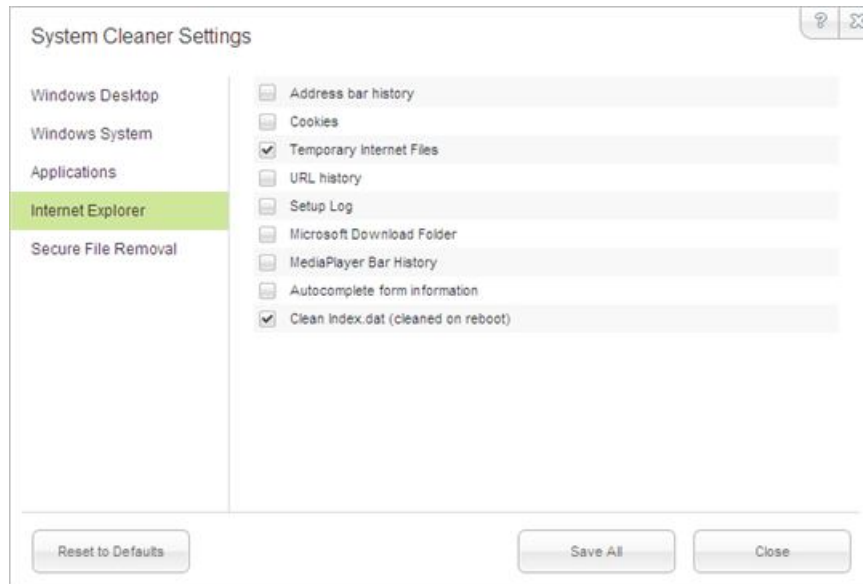 System Cleaner Settings
?
Windows Desktop
Windows System
Applications
Internet Explorer
Secure File Removal
Address bar history
Cookies
Temporary Internet Files
URL history
Setup Log
Microsoft Download Folder
MediaPlayer Bar History
Autocomplete form information
Clean Index.dat (cleaned on reboot)
Reset to Defaults
Save All
Close